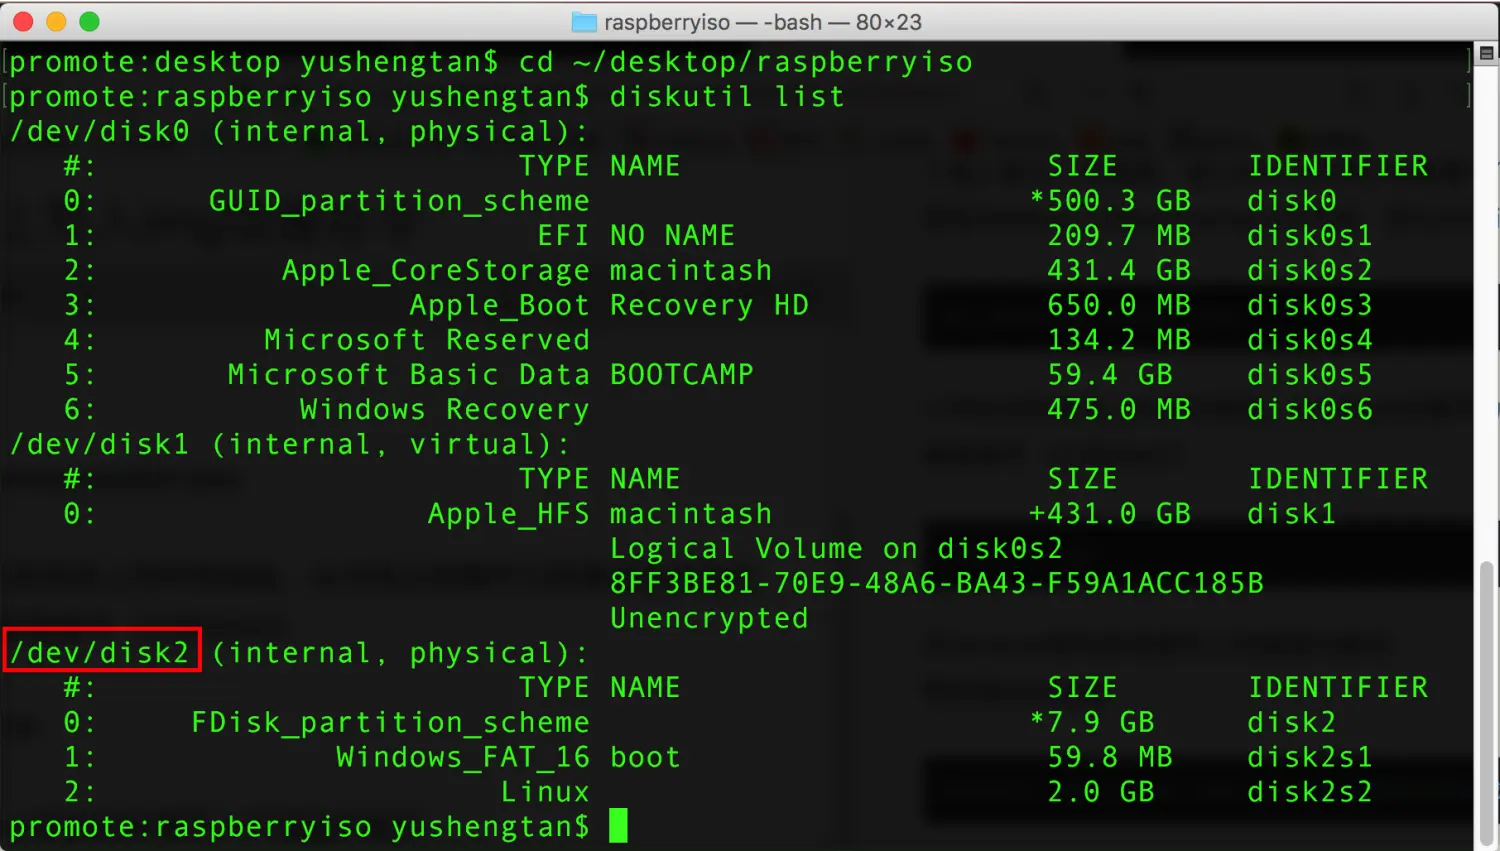 raspberryiso — -bash — 80×23
[promote:desktop yushengtan$ cd ~/desktop/raspberryiso ]
[promote:raspberryiso yushengtan$ diskutil list ]
/dev/disk0 (internal, physical):
#: TYPE NAME SIZE IDENTIFIER
0: GUID_partition_scheme *500.3 GB disk0
1: EFI NO NAME 209.7 MB disk0s1
2: Apple_CoreStorage macintash 431.4 GB disk0s2
3: Apple_Boot Recovery HD 650.0 MB disk0s3
4: Microsoft Reserved 134.2 MB disk0s4
5: Microsoft Basic Data BOOTCAMP 59.4 GB disk0s5
6: Windows Recovery 475.0 MB disk0s6
/dev/disk1 (internal, virtual):
#: TYPE NAME SIZE IDENTIFIER
0: Apple_HFS macintash +431.0 GB disk1
Logical Volume on disk0s2
8FF3BE81-70E9-48A6-BA43-F59A1ACC185B
Unencrypted
/dev/disk2 (internal, physical):
#: TYPE NAME SIZE IDENTIFIER
0: FDisk_partition_scheme *7.9 GB disk2
1: Windows_FAT_16 boot 59.8 MB disk2s1
2: Linux 2.0 GB disk2s2
promote:raspberryiso yushengtan$